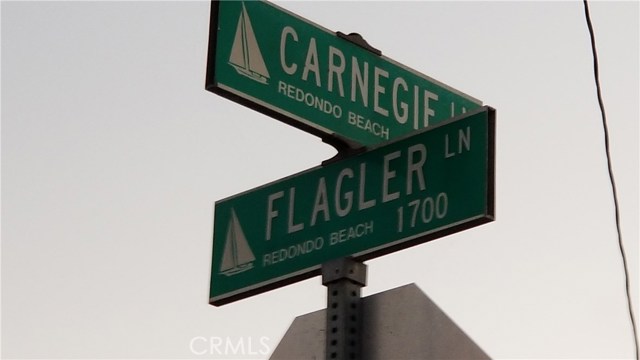 CARNEGIE LN
REDONDO BEACH
FLAGLER LN
REDONDO BEACH 1700
CRMLS